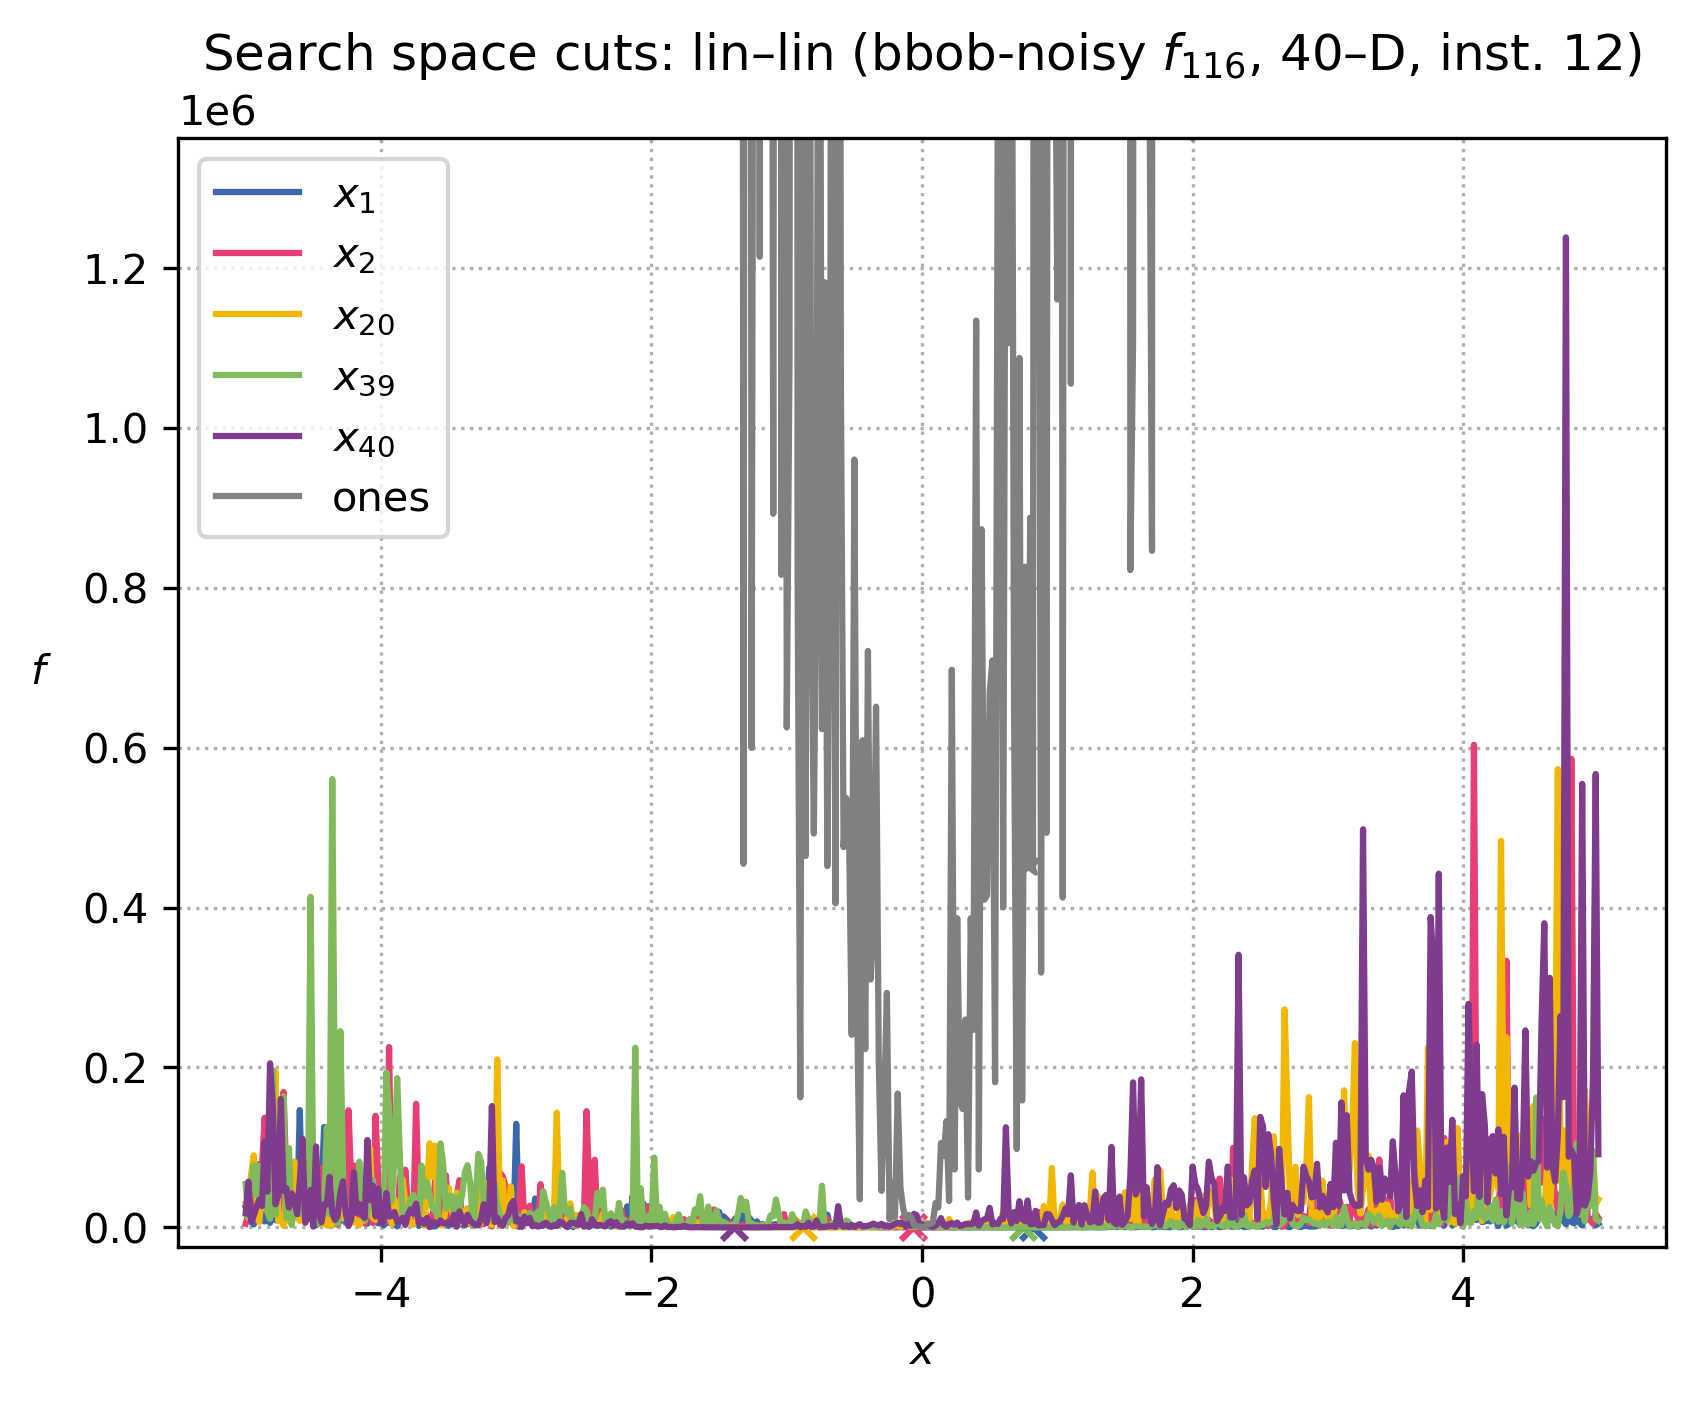 Search space cuts: lin–lin (bbob-noisy f₁₁₆, 40–D, inst. 12)
1e6
x₁
x₂
x₂₀
x₃₉
x₄₀
ones
1.2
1.0
0.8
0.6
0.4
0.2
0.0
f
−4
−2
0
2
4
x